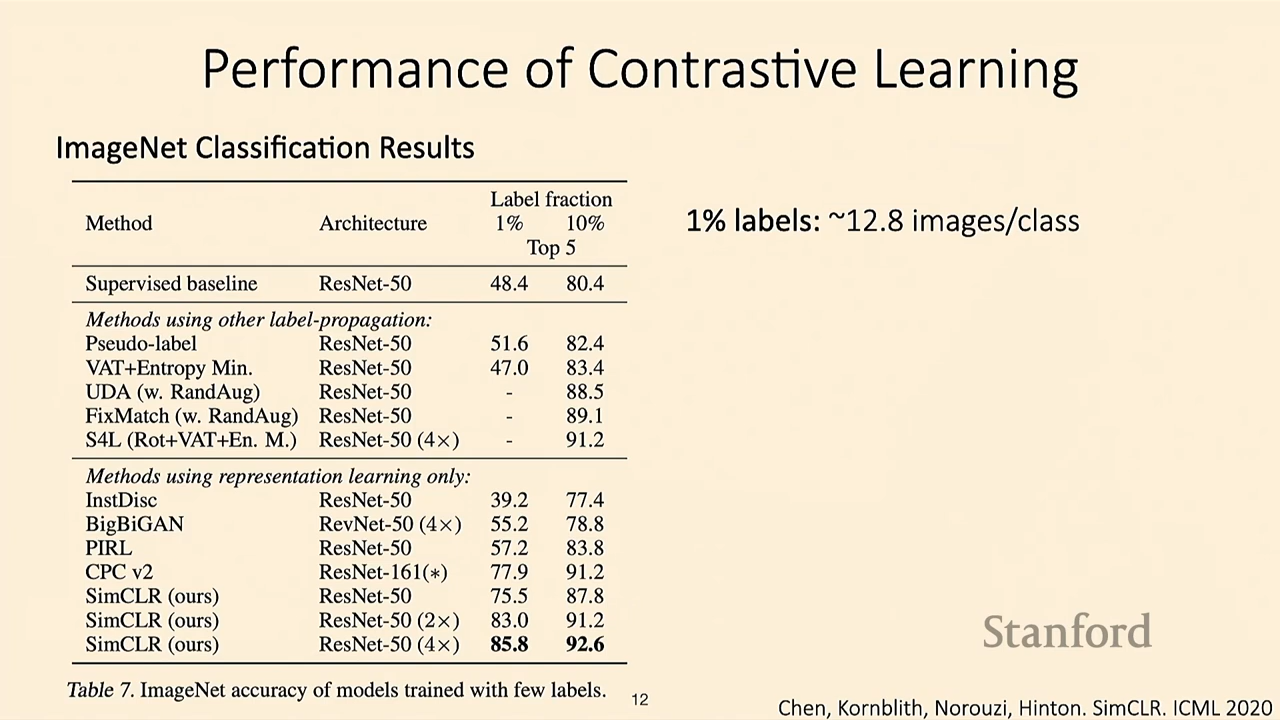 Performance of Contrastive Learning
ImageNet Classification Results
Label fraction
Method Architecture 1% 10%
Top 5
Supervised baseline ResNet-50 48.4 80.4
Methods using other label-propagation:
Pseudo-label ResNet-50 51.6 82.4
VAT+Entropy Min. ResNet-50 47.0 83.4
UDA (w. RandAug) ResNet-50 - 88.5
FixMatch (w. RandAug) ResNet-50 - 89.1
S4L (Rot+VAT+En. M.) ResNet-50 (4×) - 91.2
Methods using representation learning only:
InstDisc ResNet-50 39.2 77.4
BigBiGAN RevNet-50 (4×) 55.2 78.8
PIRL ResNet-50 57.2 83.8
CPC v2 ResNet-161(∗) 77.9 91.2
SimCLR (ours) ResNet-50 75.5 87.8
SimCLR (ours) ResNet-50 (2×) 83.0 91.2
SimCLR (ours) ResNet-50 (4×) 85.8 92.6
Table 7. ImageNet accuracy of models trained with few labels.
1% labels: ~12.8 images/class
Stanford
12
Chen, Kornblith, Norouzi, Hinton. SimCLR. ICML 2020